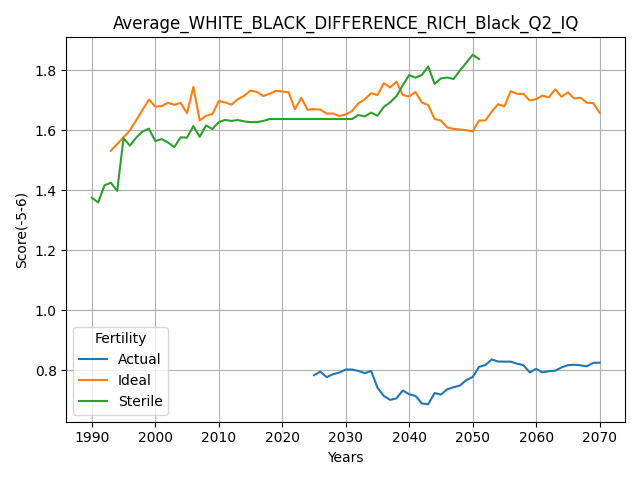 Average_WHITE_BLACK_DIFFERENCE_RICH_Black_Q2_IQ
Score(-5-6)
1.8
1.6
1.4
1.2
1.0
0.8
Fertility
Actual
Ideal
Sterile
1990 2000 2010 2020 2030 2040 2050 2060 2070
Years